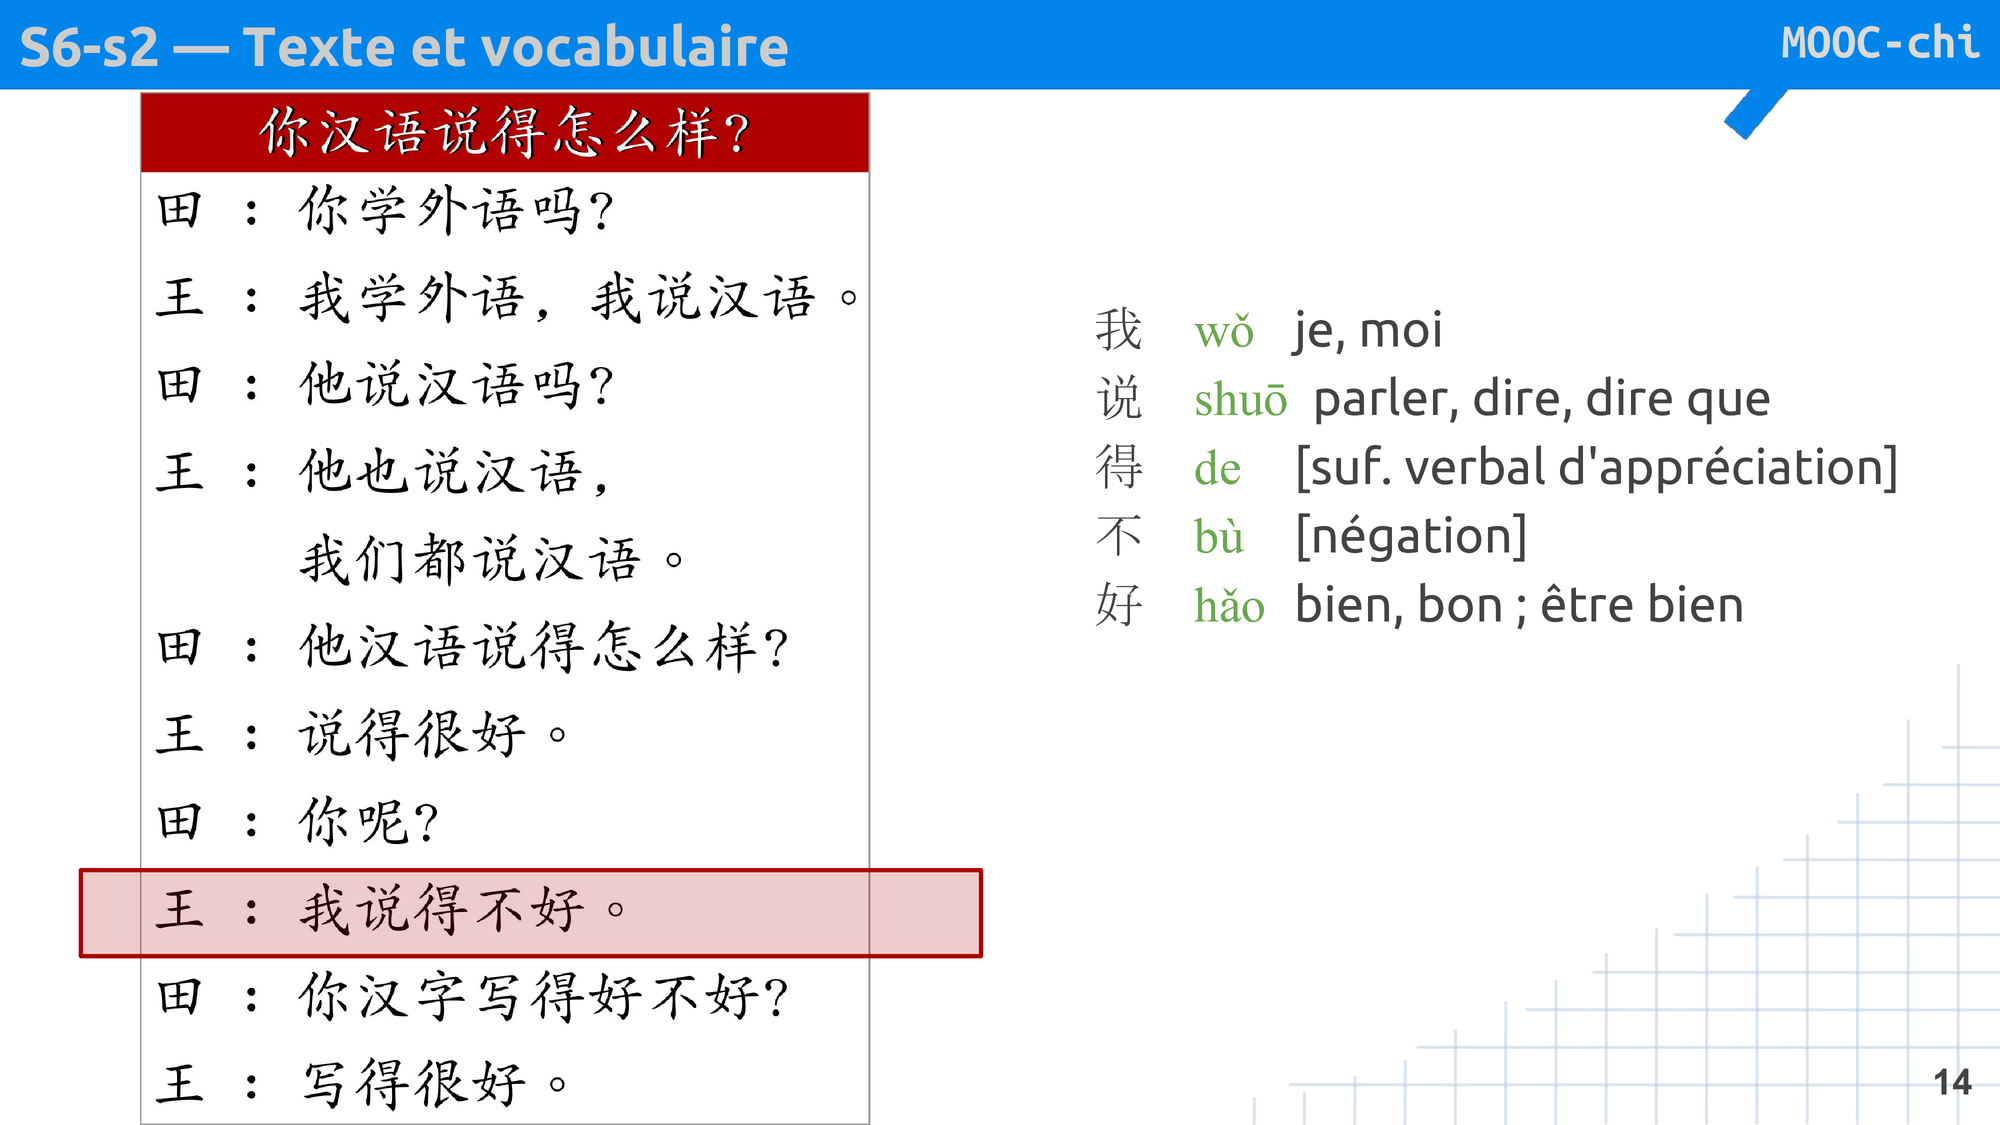 S6-s2 — Texte et vocabulaire
MOOC-chi
你汉语说得怎么样?
田 : 你学外语吗?
王 : 我学外语, 我说汉语。
田 : 他说汉语吗?
王 : 他也说汉语,
我们都说汉语。
田 : 他汉语说得怎么样?
王 : 说得很好。
田 : 你呢?
王 : 我说得不好。
田 : 你汉字写得好不好?
王 : 写得很好。
我 wǒ je, moi
说 shuō parler, dire, dire que
得 de [suf. verbal d'appréciation]
不 bù [négation]
好 hǎo bien, bon ; être bien
14